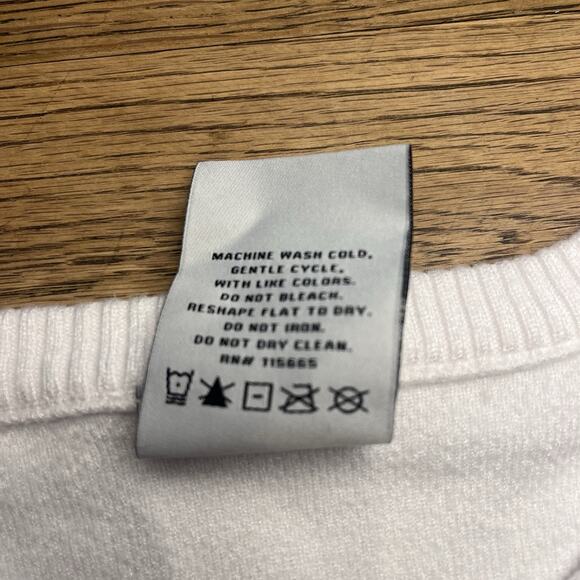 MACHINE WASH COLD,
GENTLE CYCLE,
WITH LIKE COLORS.
DO NOT BLEACH.
RESHAPE FLAT TO DRY.
DO NOT IRON.
DO NOT DRY CLEAN.
RN# 115665